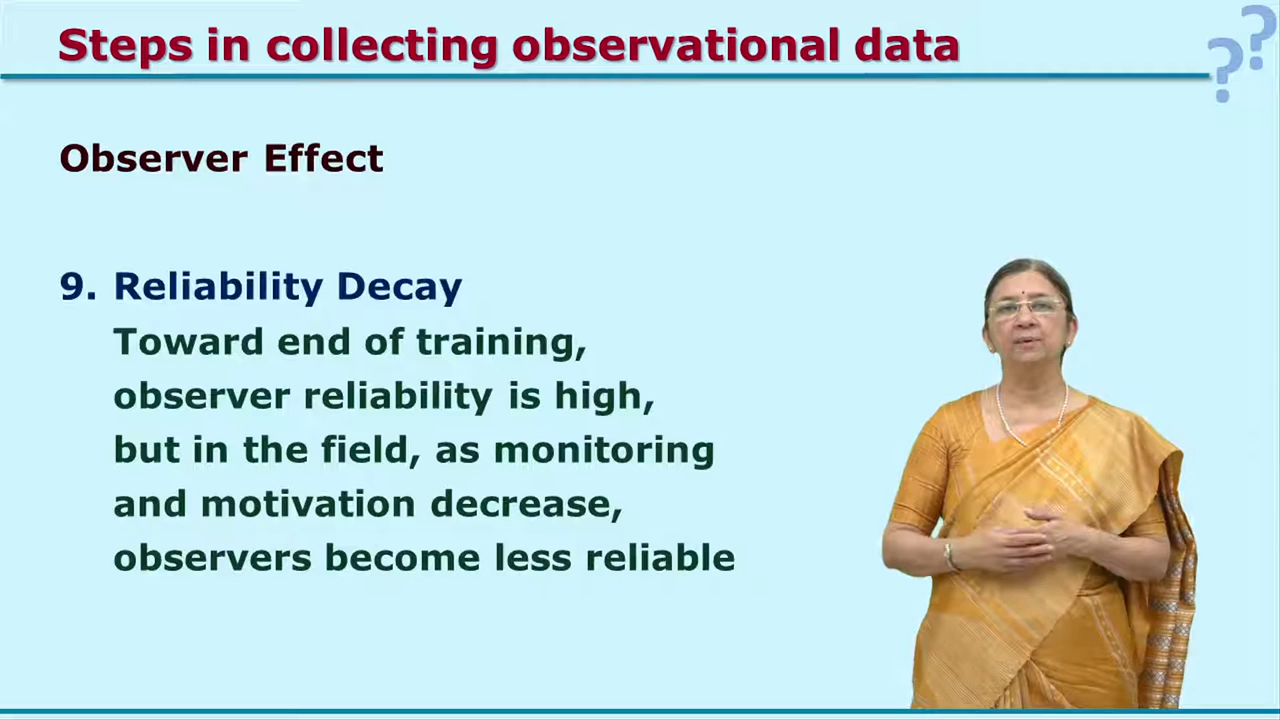 Steps in collecting observational data
??
Observer Effect
9. Reliability Decay
Toward end of training,
observer reliability is high,
but in the field, as monitoring
and motivation decrease,
observers become less reliable